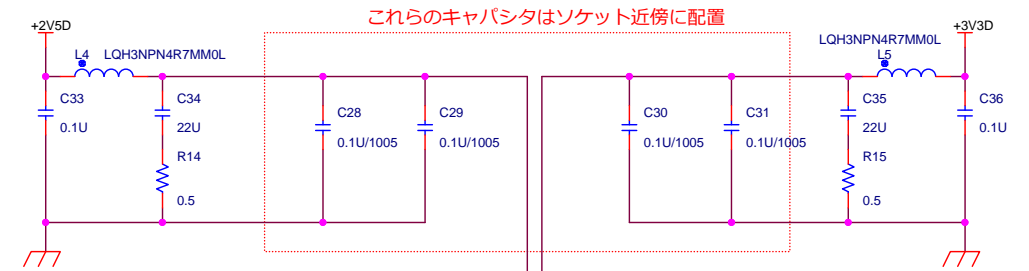 これらのキャパシタはソケット近傍に配置
+2V5D
+3V3D
L4 LQH3NPN4R7MM0L
LQH3NPN4R7MM0L
L5
C33
0.1U
C34
22U
R14
0.5
C28
0.1U/1005
C29
0.1U/1005
C30
0.1U/1005
C31
0.1U/1005
C35
22U
R15
0.5
C36
0.1U